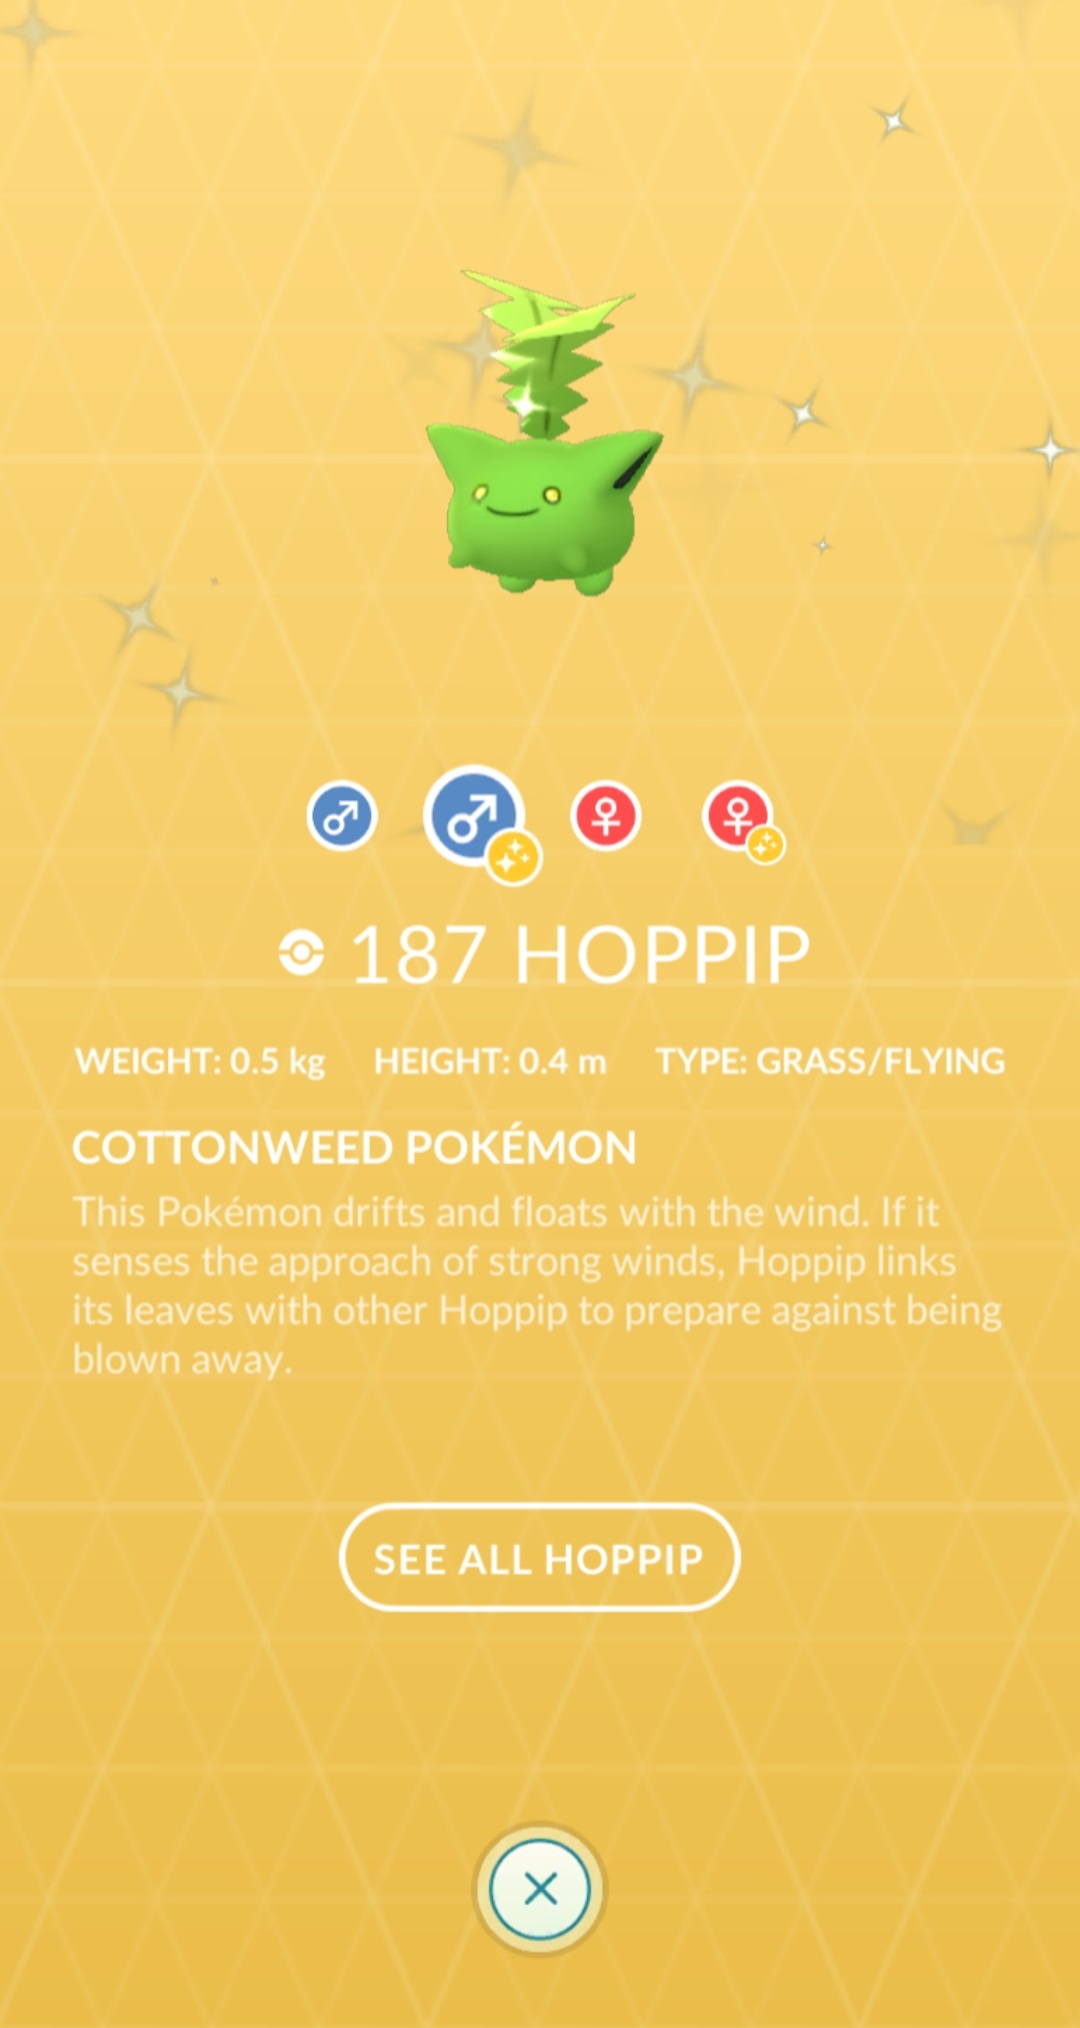 187 HOPPIP
WEIGHT: 0.5 kg HEIGHT: 0.4 m TYPE: GRASS/FLYING
COTTONWEED POKÉMON
This Pokémon drifts and floats with the wind. If it
senses the approach of strong winds, Hoppip links
its leaves with other Hoppip to prepare against being
blown away.
SEE ALL HOPPIP